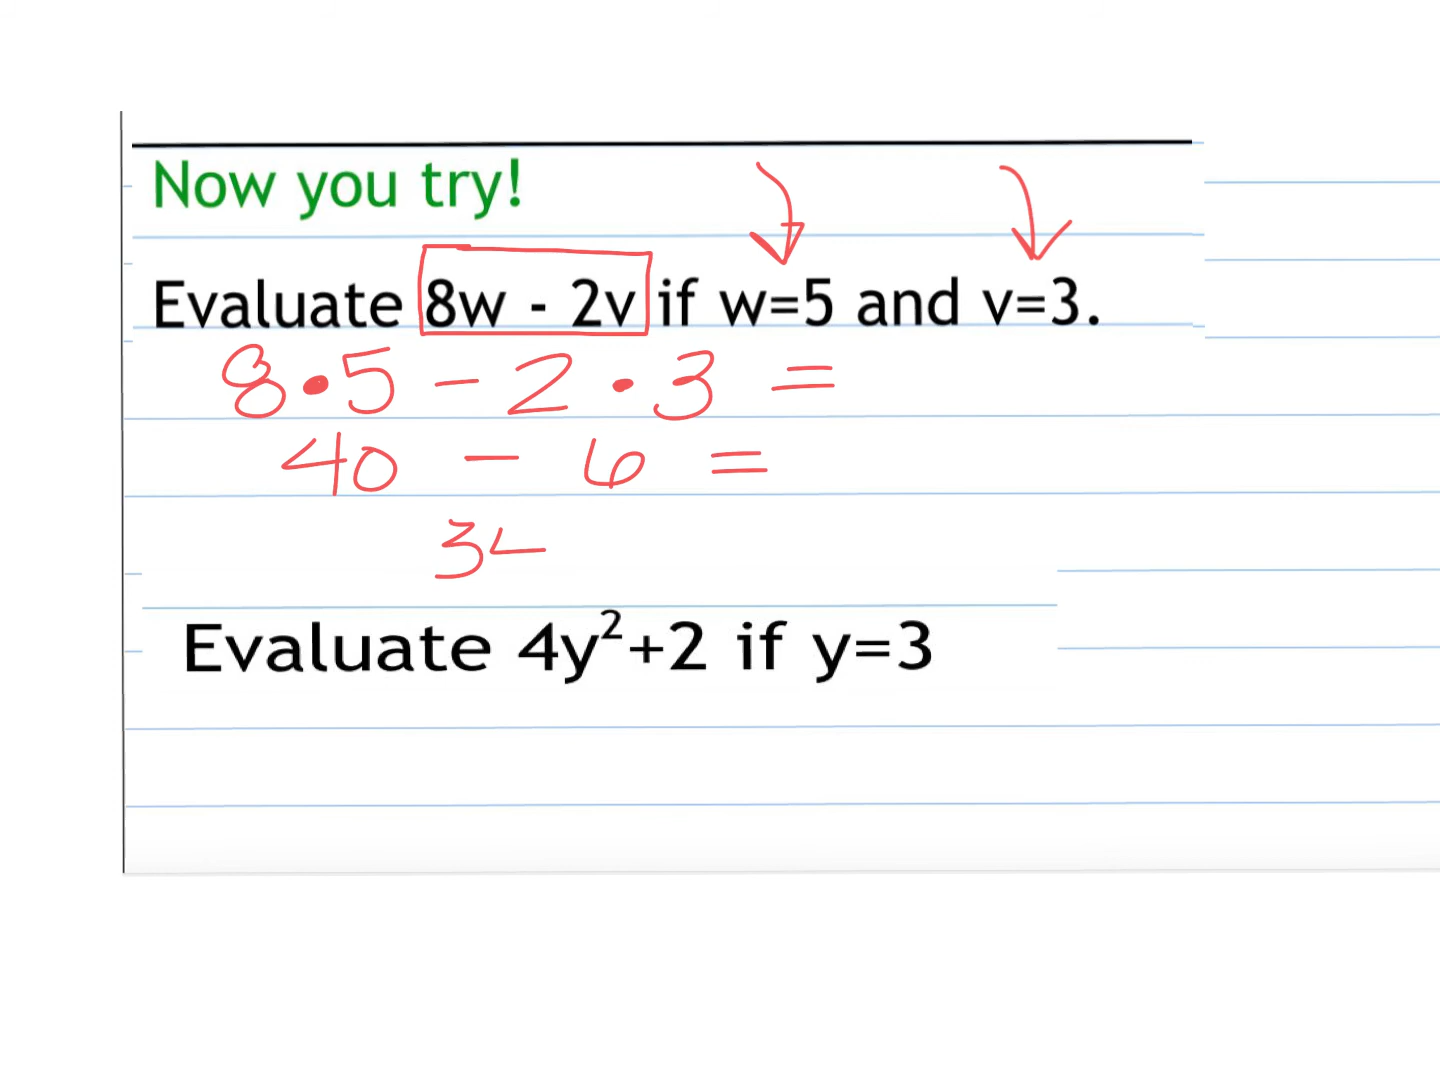 Now you try!
Evaluate 8w - 2v if w=5 and v=3.
8•5 - 2•3 =
40 - 6 =
34
Evaluate 4y²+2 if y=3